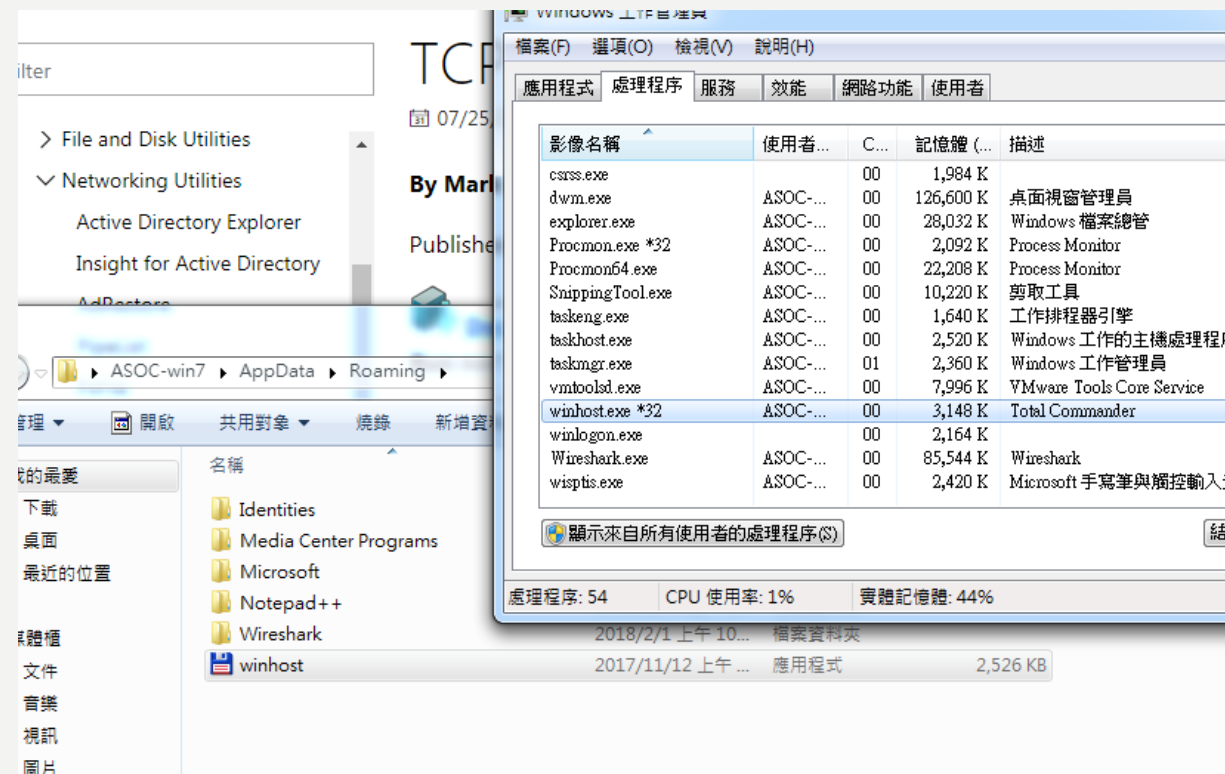 Windows 工作管理員
檔案(F) 選項(O) 檢視(V) 說明(H)
應用程式 處理程序 服務 效能 網路功能 使用者
影像名稱 使用者... C... 記憶體 (... 描述
csrss.exe 00 1,984 K
dwm.exe ASOC-... 00 126,600 K 桌面視窗管理員
explorer.exe ASOC-... 00 28,032 K Windows 檔案總管
Procmon.exe *32 ASOC-... 00 2,092 K Process Monitor
Procmon64.exe ASOC-... 00 22,208 K Process Monitor
SnippingTool.exe ASOC-... 00 10,220 K 剪取工具
taskeng.exe ASOC-... 00 1,640 K 工作排程器引擎
taskhost.exe ASOC-... 00 2,520 K Windows 工作的主機處理程序
taskmgr.exe ASOC-... 01 2,360 K Windows 工作管理員
vmtoolsd.exe ASOC-... 00 7,996 K VMware Tools Core Service
winhost.exe *32 ASOC-... 00 3,148 K Total Commander
winlogon.exe 00 2,164 K
Wireshark.exe ASOC-... 00 85,544 K Wireshark
wisptis.exe ASOC-... 00 2,420 K Microsoft 手寫筆與觸控輸入
顯示來自所有使用者的處理程序(S)
結
處理程序: 54 CPU 使用率: 1% 實體記憶體: 44%
ilter
File and Disk Utilities
Networking Utilities
Active Directory Explorer
Insight for Active Directory
AdRestore
TCP
07/25/
By Mark
Publishe
ASOC-win7 AppData Roaming
管理 開啟 共用對象 燒錄 新增資
我的最愛
下載
桌面
最近的位置
媒體櫃
文件
音樂
視訊
圖片
名稱
Identities
Media Center Programs
Microsoft
Notepad++
Wireshark 2018/2/1 上午 10... 檔案資料夾
winhost 2017/11/12 上午 ... 應用程式 2,526 KB